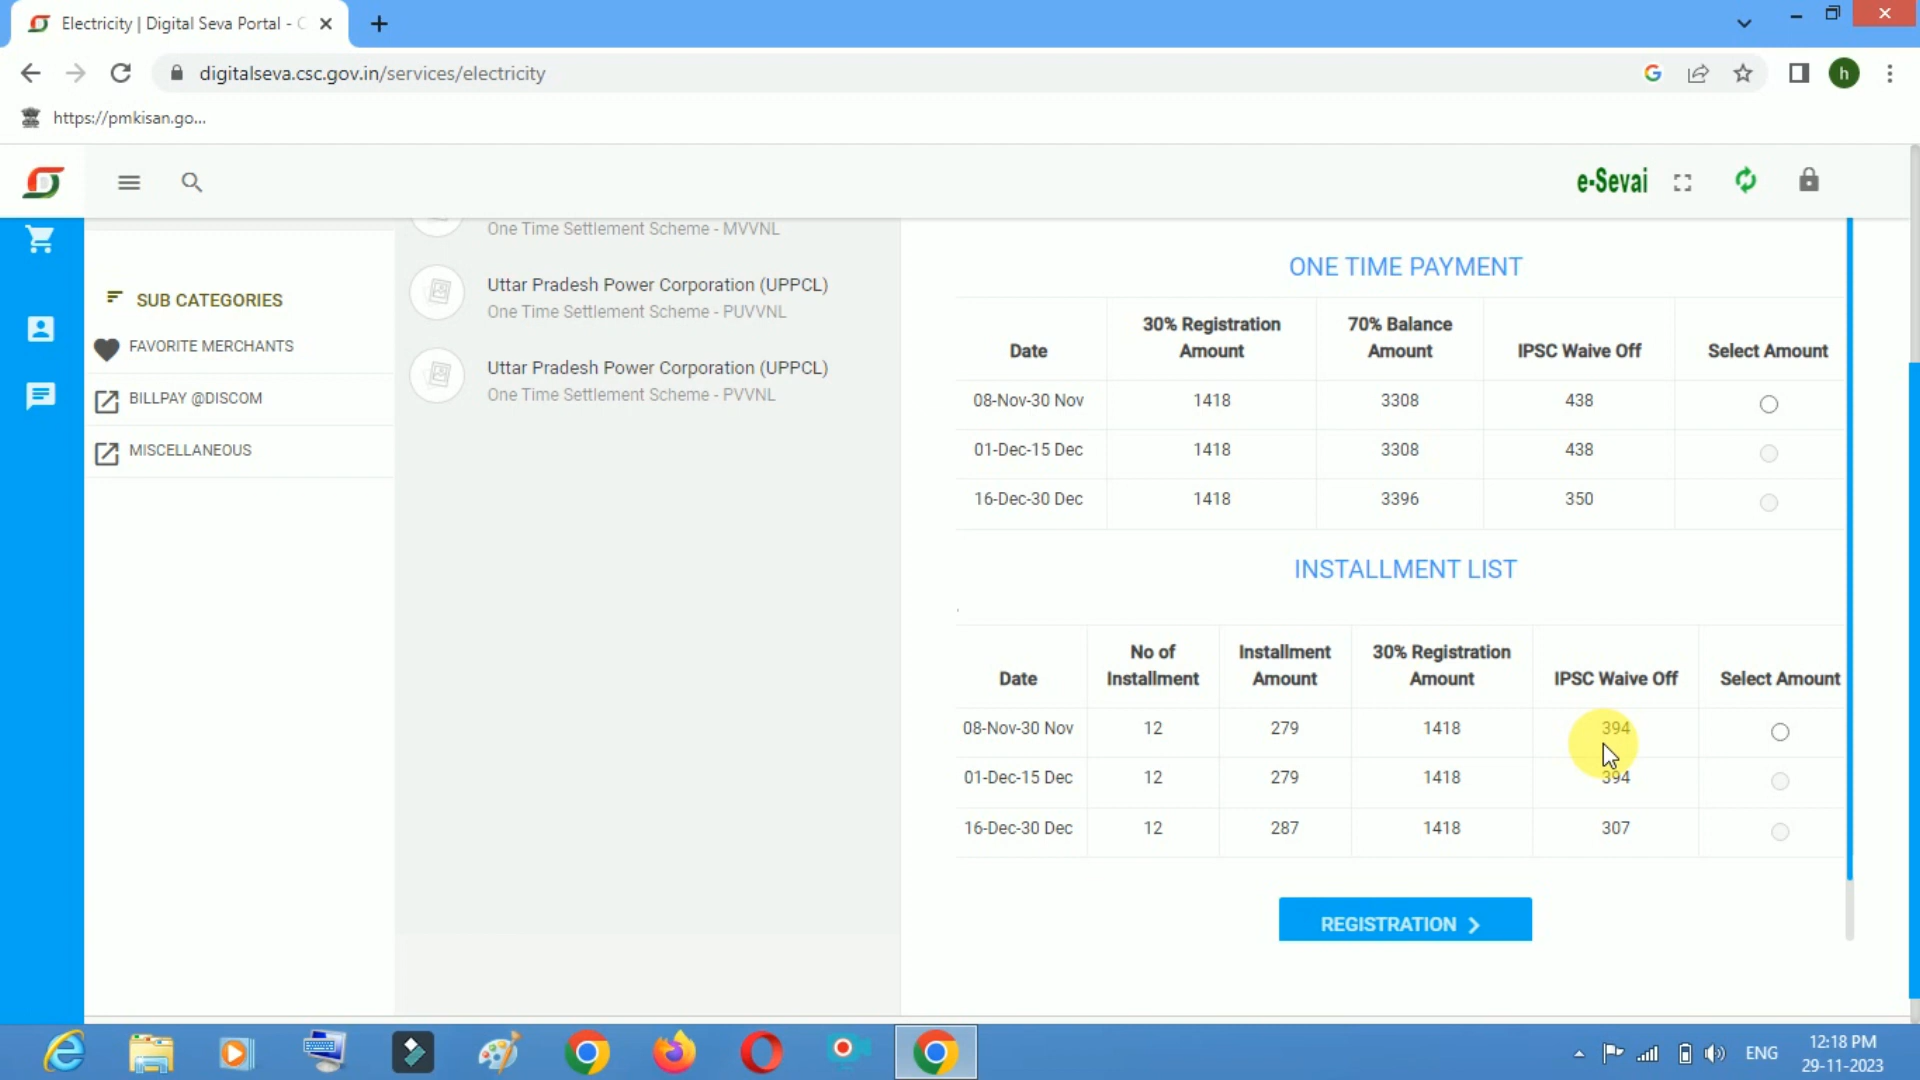 Electricity | Digital Seva Portal - C
digitalseva.csc.gov.in/services/electricity
h
https://pmkisan.go...
e-Sevai
SUB CATEGORIES
FAVORITE MERCHANTS
BILLPAY @DISCOM
MISCELLANEOUS
One Time Settlement Scheme - MVVNL
Uttar Pradesh Power Corporation (UPPCL)
One Time Settlement Scheme - PUVVNL
Uttar Pradesh Power Corporation (UPPCL)
One Time Settlement Scheme - PVVNL
ONE TIME PAYMENT
Date 30% Registration Amount 70% Balance Amount IPSC Waive Off Select Amount
08-Nov-30 Nov 1418 3308 438
01-Dec-15 Dec 1418 3308 438
16-Dec-30 Dec 1418 3396 350
INSTALLMENT LIST
Date No of Installment Installment Amount 30% Registration Amount IPSC Waive Off Select Amount
08-Nov-30 Nov 12 279 1418 394
01-Dec-15 Dec 12 279 1418 394
16-Dec-30 Dec 12 287 1418 307
REGISTRATION
ENG
12:18 PM
29-11-2023